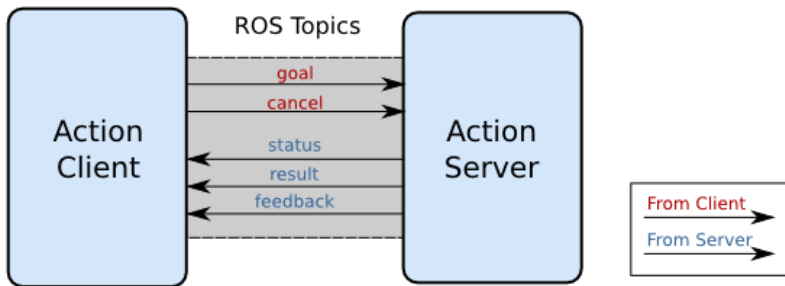 ROS Topics
Action
Client
goal
cancel
status
result
feedback
Action
Server
From Client
From Server